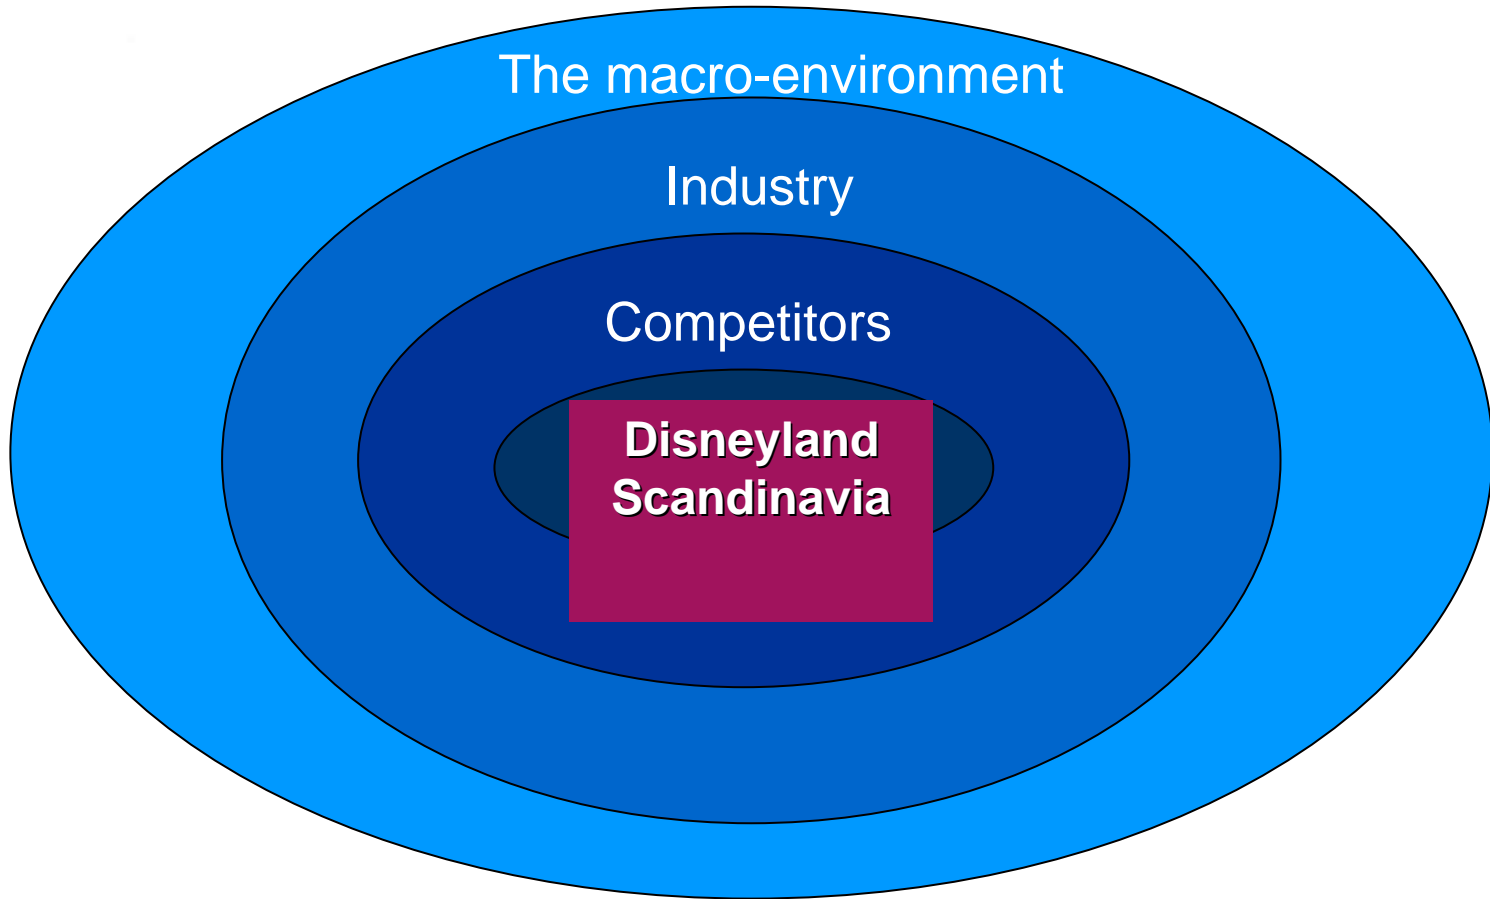 The macro-environment
Industry
Competitors
Disneyland
Scandinavia